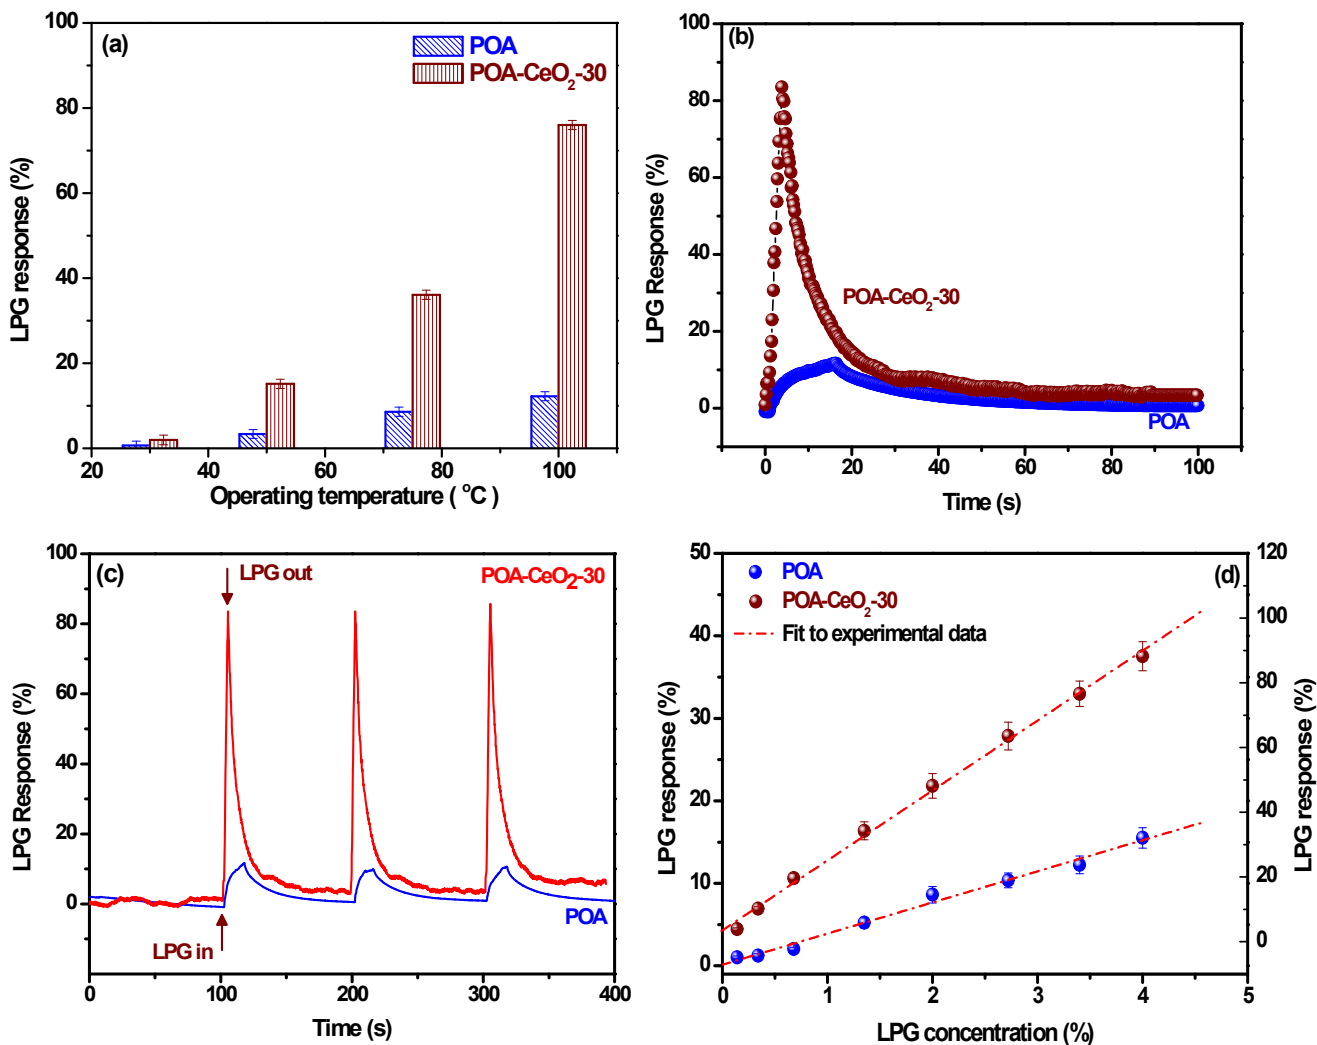 (a)
POA
POA-CeO2-30
100
80
60
40
20
0
LPG response (%)
20 40 60 80 100
Operating temperature ( °C)
(b)
100
80
60
40
20
0
LPG Response (%)
POA-CeO2-30
POA
0 20 40 60 80 100
Time (s)
(c)
100
80
60
40
20
0
LPG Response (%)
LPG out
POA-CeO2-30
LPG in
POA
0 100 200 300 400
Time (s)
(d)
POA
POA-CeO2-30
Fit to experimental data
50
40
30
20
10
0
LPG response (%)
120
100
80
60
40
20
0
LPG response (%)
0 1 2 3 4 5
LPG concentration (%)